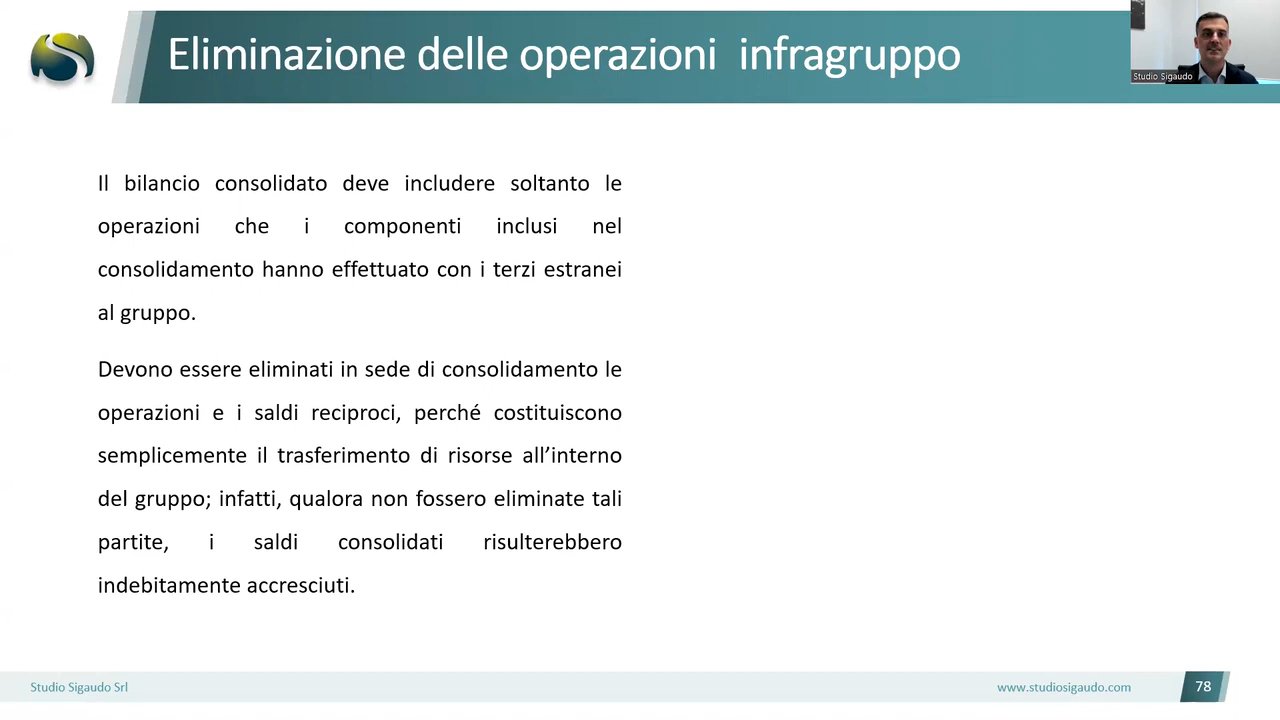 Eliminazione delle operazioni infragruppo
Studio Sigaudo
Il bilancio consolidato deve includere soltanto le
operazioni che i componenti inclusi nel
consolidamento hanno effettuato con i terzi estranei
al gruppo.
Devono essere eliminati in sede di consolidamento le
operazioni e i saldi reciproci, perché costituiscono
semplicemente il trasferimento di risorse all’interno
del gruppo; infatti, qualora non fossero eliminate tali
partite, i saldi consolidati risulterebbero
indebitamente accresciuti.
Studio Sigaudo Srl
www.studiosigaudo.com
78